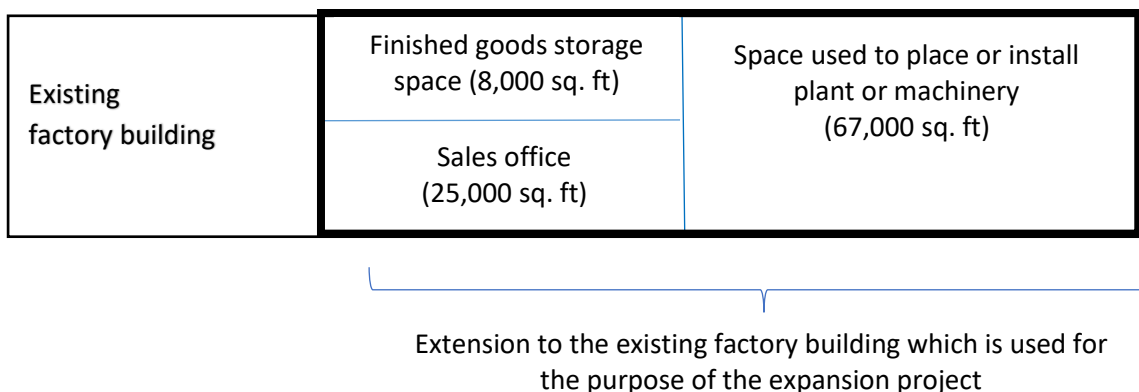 Existing
factory building
Finished goods storage
space (8,000 sq. ft)
Sales office
(25,000 sq. ft)
Space used to place or install
plant or machinery
(67,000 sq. ft)
Extension to the existing factory building which is used for
the purpose of the expansion project